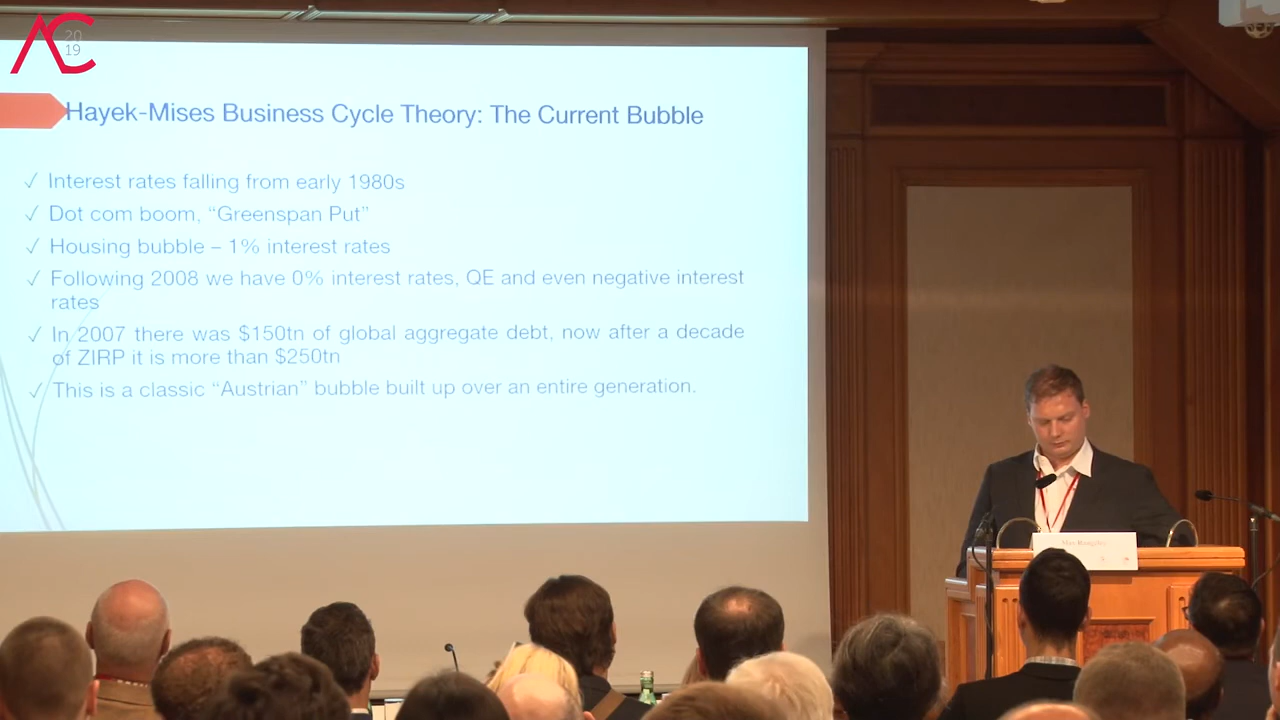 AC
20
19
Hayek-Mises Business Cycle Theory: The Current Bubble
✓ Interest rates falling from early 1980s
✓ Dot com boom, “Greenspan Put”
✓ Housing bubble – 1% interest rates
✓ Following 2008 we have 0% interest rates, QE and even negative interest
rates
✓ In 2007 there was $150tn of global aggregate debt, now after a decade
of ZIRP it is more than $250tn
✓ This is a classic “Austrian” bubble built up over an entire generation.